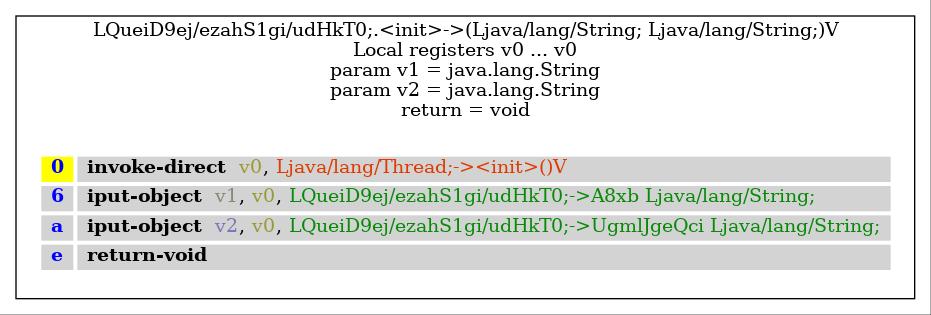 LQueiD9ej/ezahS1gi/udHkT0;.<init>->(Ljava/lang/String; Ljava/lang/String;)V
Local registers v0 ... v0
param v1 = java.lang.String
param v2 = java.lang.String
return = void
0 invoke-direct v0, Ljava/lang/Thread;-><init>()V
6 iput-object v1, v0, LQueiD9ej/ezahS1gi/udHkT0;->A8xb Ljava/lang/String;
a iput-object v2, v0, LQueiD9ej/ezahS1gi/udHkT0;->UgmlJgeQci Ljava/lang/String;
e return-void